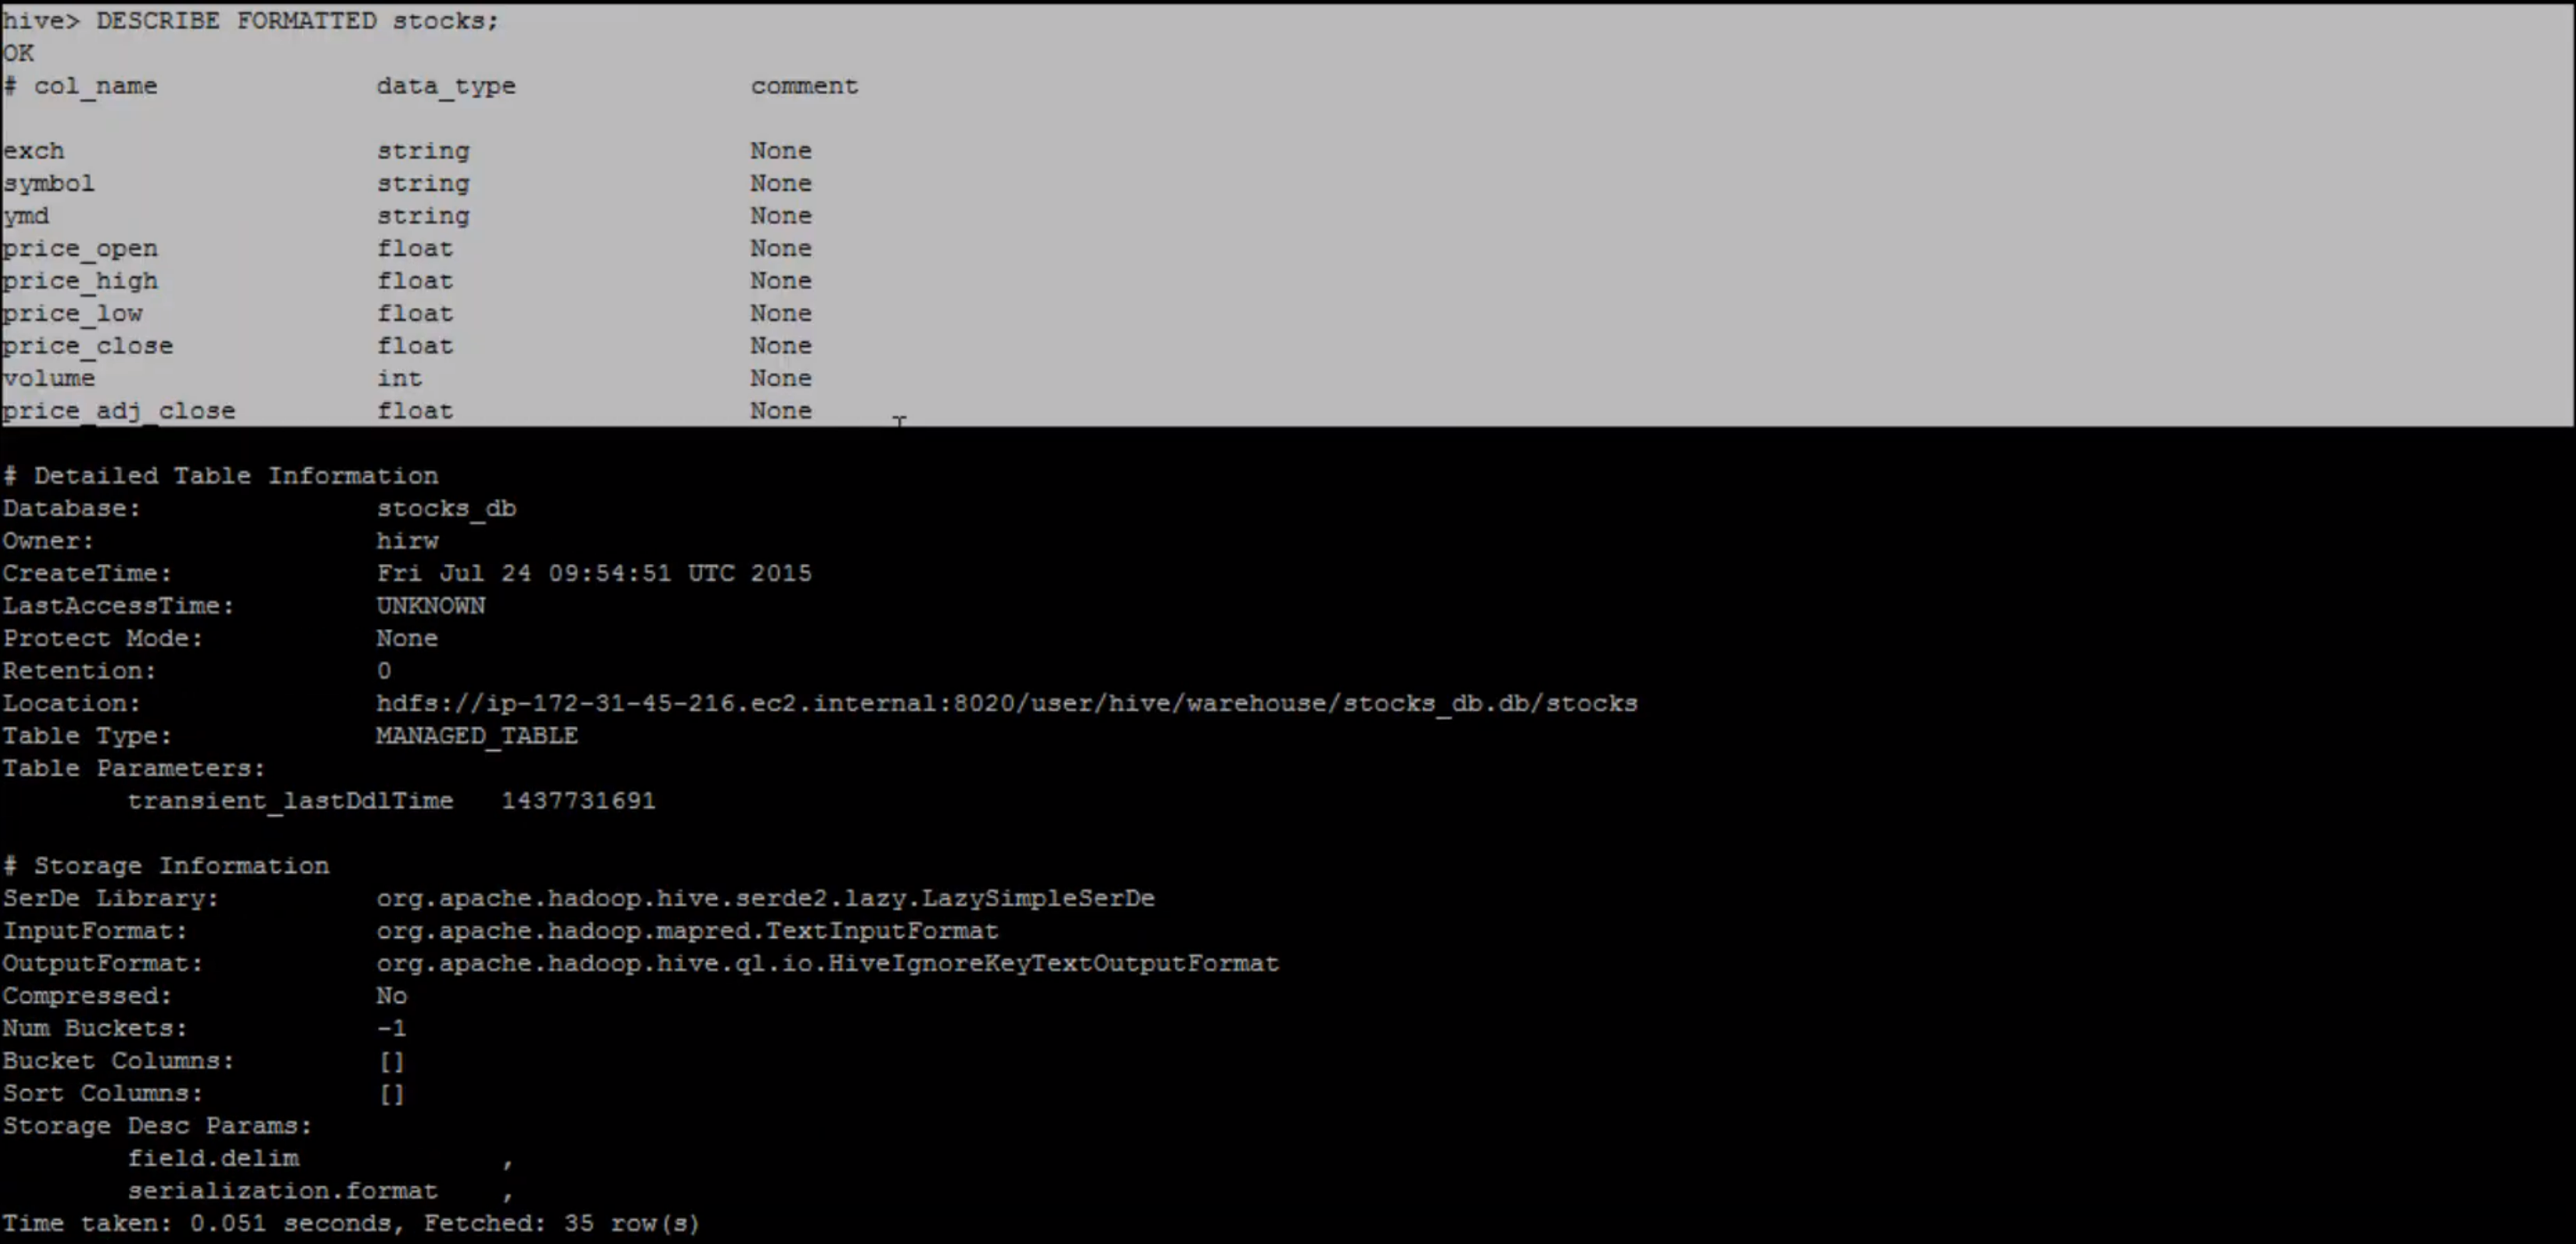 hive> DESCRIBE FORMATTED stocks;
OK
# col_name data_type comment
exch string None
symbol string None
ymd string None
price_open float None
price_high float None
price_low float None
price_close float None
volume int None
price_adj_close float None
# Detailed Table Information
Database: stocks_db
Owner: hirw
CreateTime: Fri Jul 24 09:54:51 UTC 2015
LastAccessTime: UNKNOWN
Protect Mode: None
Retention: 0
Location: hdfs://ip-172-31-45-216.ec2.internal:8020/user/hive/warehouse/stocks_db.db/stocks
Table Type: MANAGED_TABLE
Table Parameters:
transient_lastDdlTime 1437731691
# Storage Information
SerDe Library: org.apache.hadoop.hive.serde2.lazy.LazySimpleSerDe
InputFormat: org.apache.hadoop.mapred.TextInputFormat
OutputFormat: org.apache.hadoop.hive.ql.io.HiveIgnoreKeyTextOutputFormat
Compressed: No
Num Buckets: -1
Bucket Columns: []
Sort Columns: []
Storage Desc Params:
field.delim ,
serialization.format ,
Time taken: 0.051 seconds, Fetched: 35 row(s)